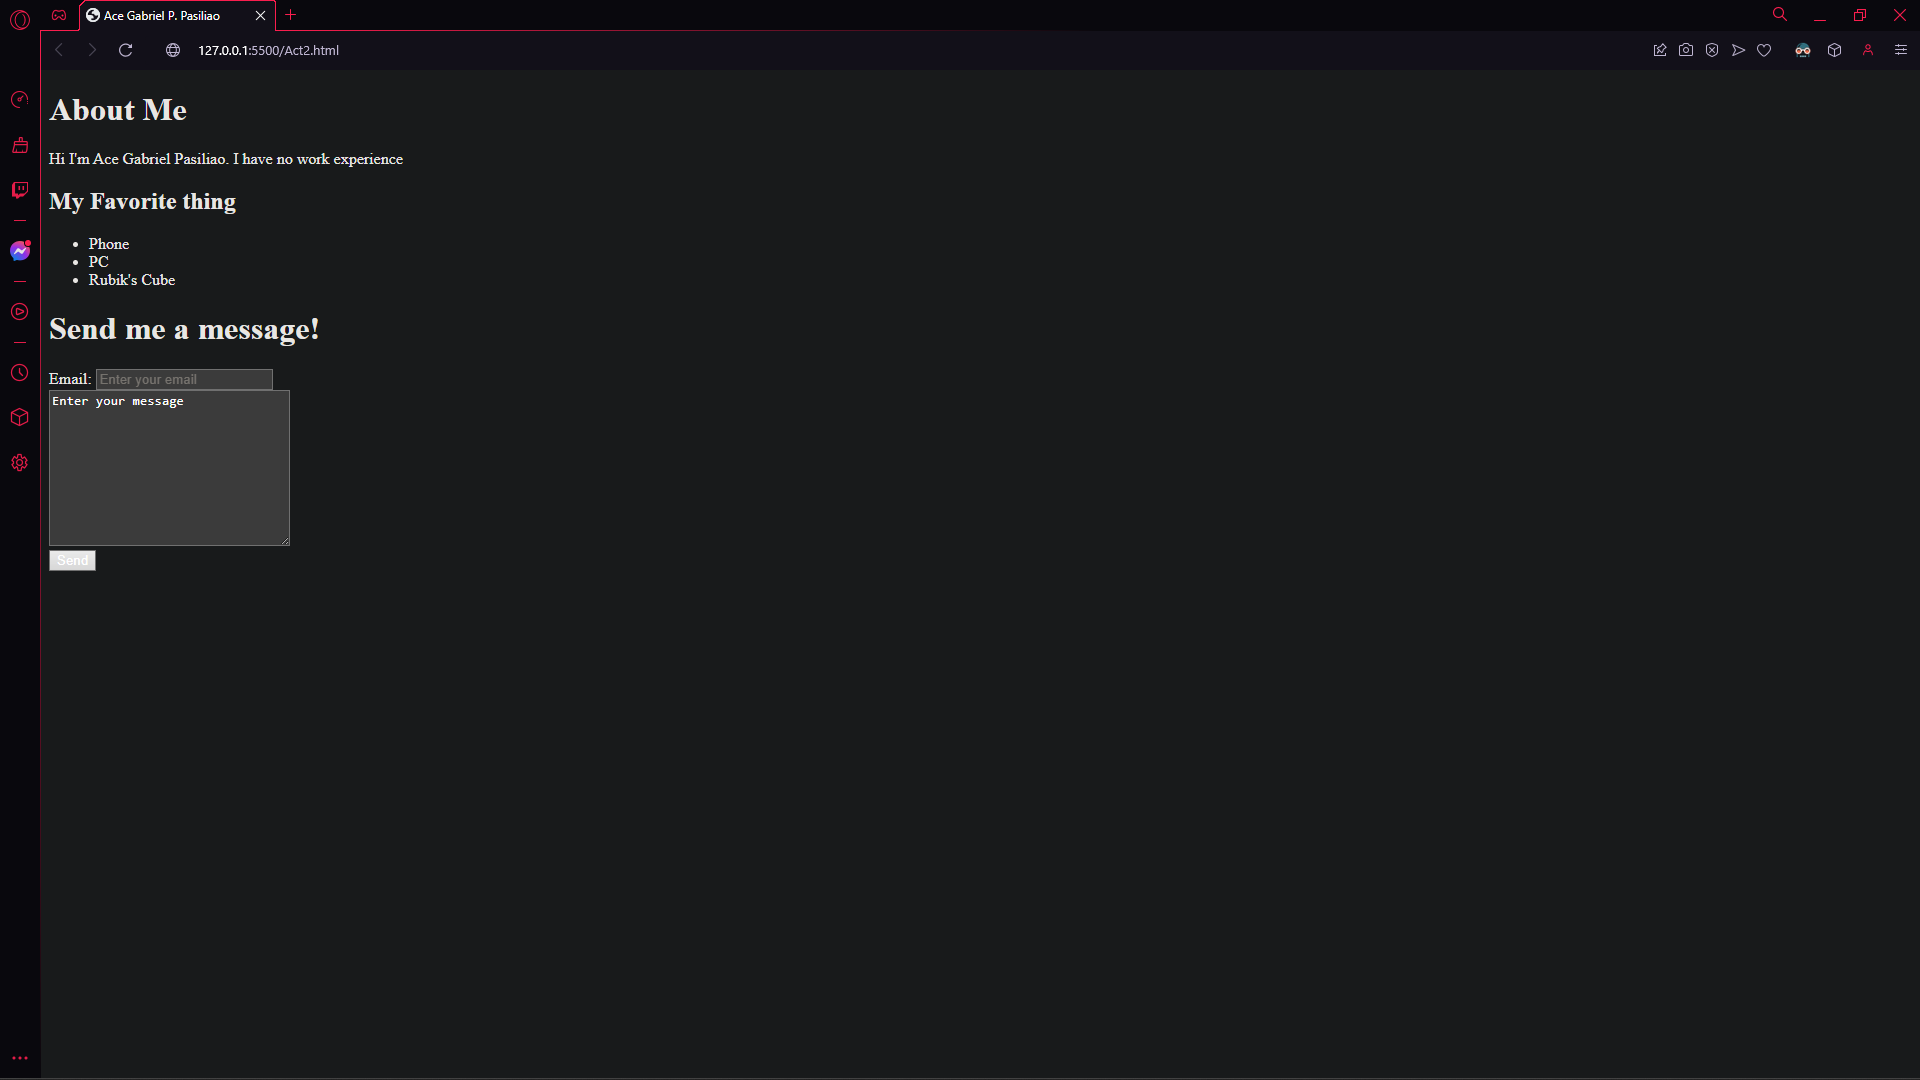 Ace Gabriel P. Pasiliao
127.0.0.1:5500/Act2.html
About Me
Hi I'm Ace Gabriel Pasiliao. I have no work experience
My Favorite thing
Phone
PC
Rubik's Cube
Send me a message!
Email: Enter your email
Enter your message
Send